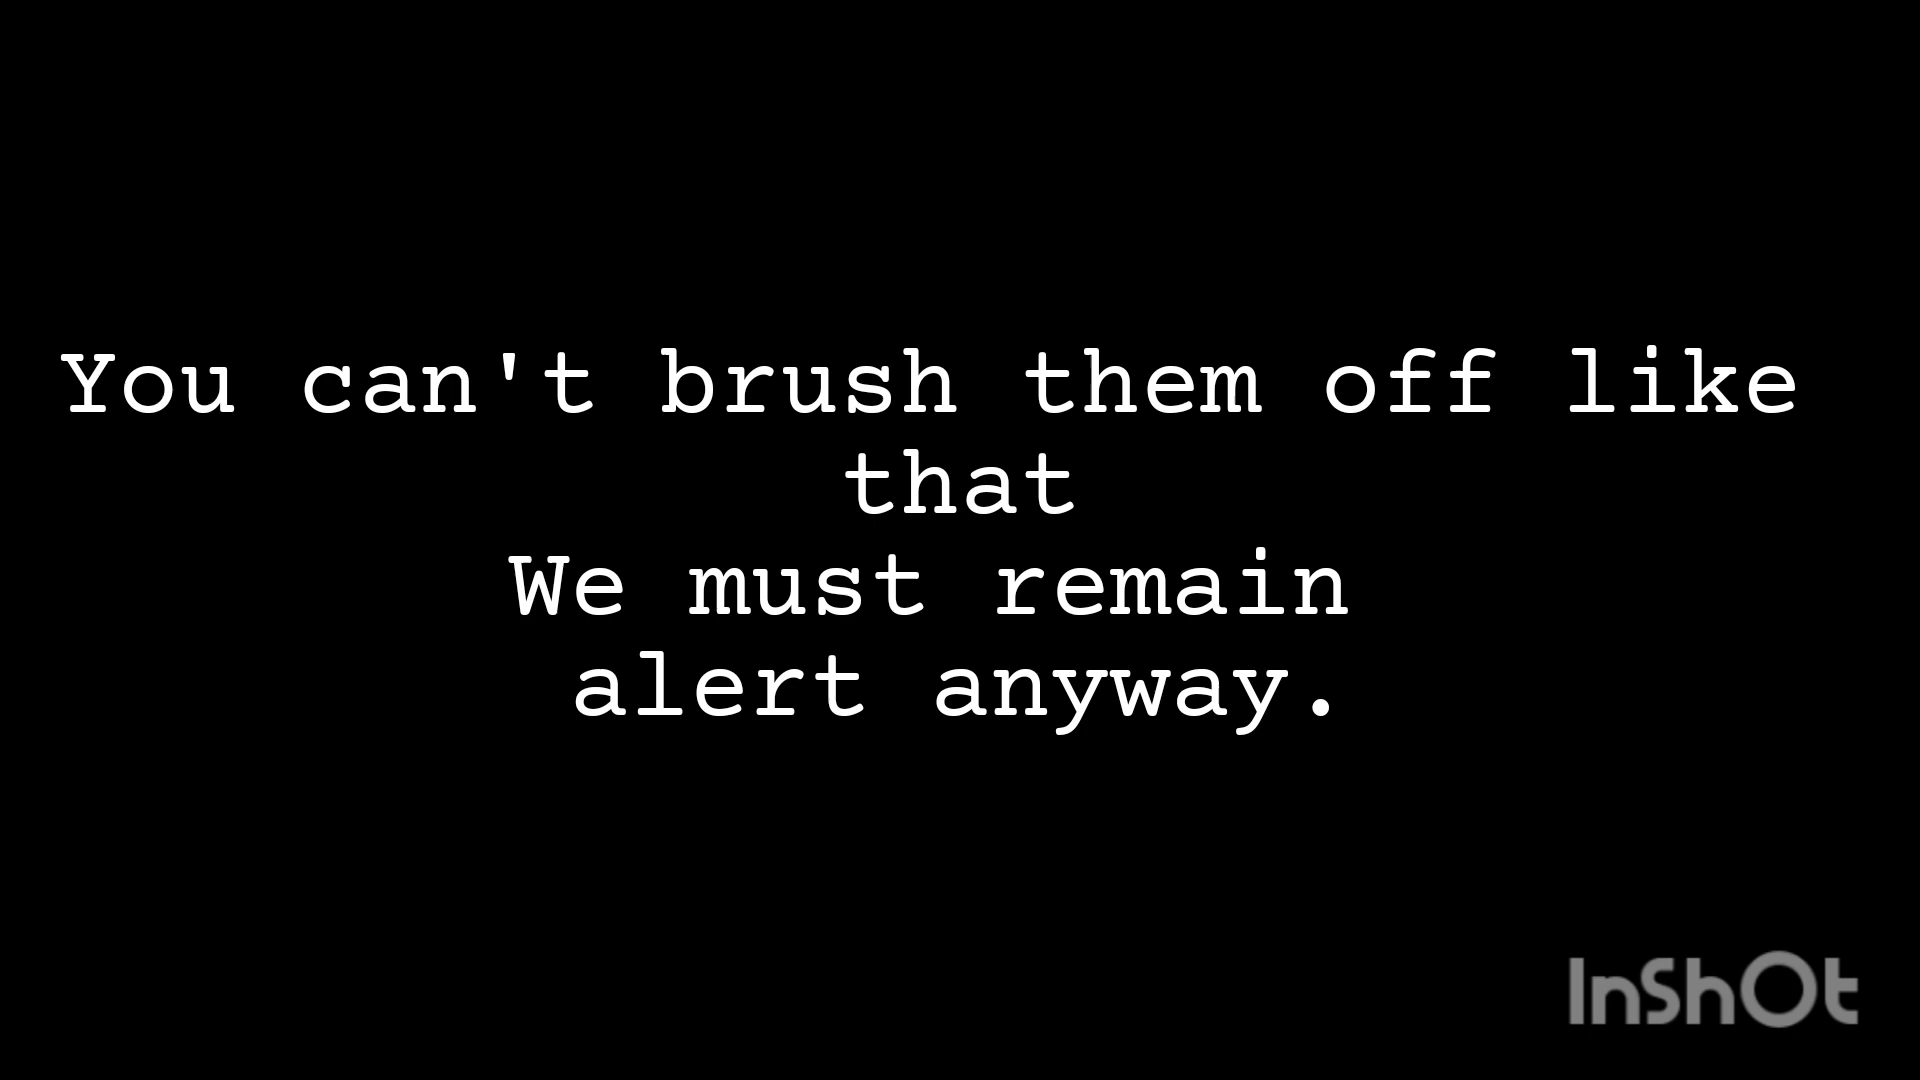 You can't brush them off like
that
We must remain
alert anyway.
InShOt